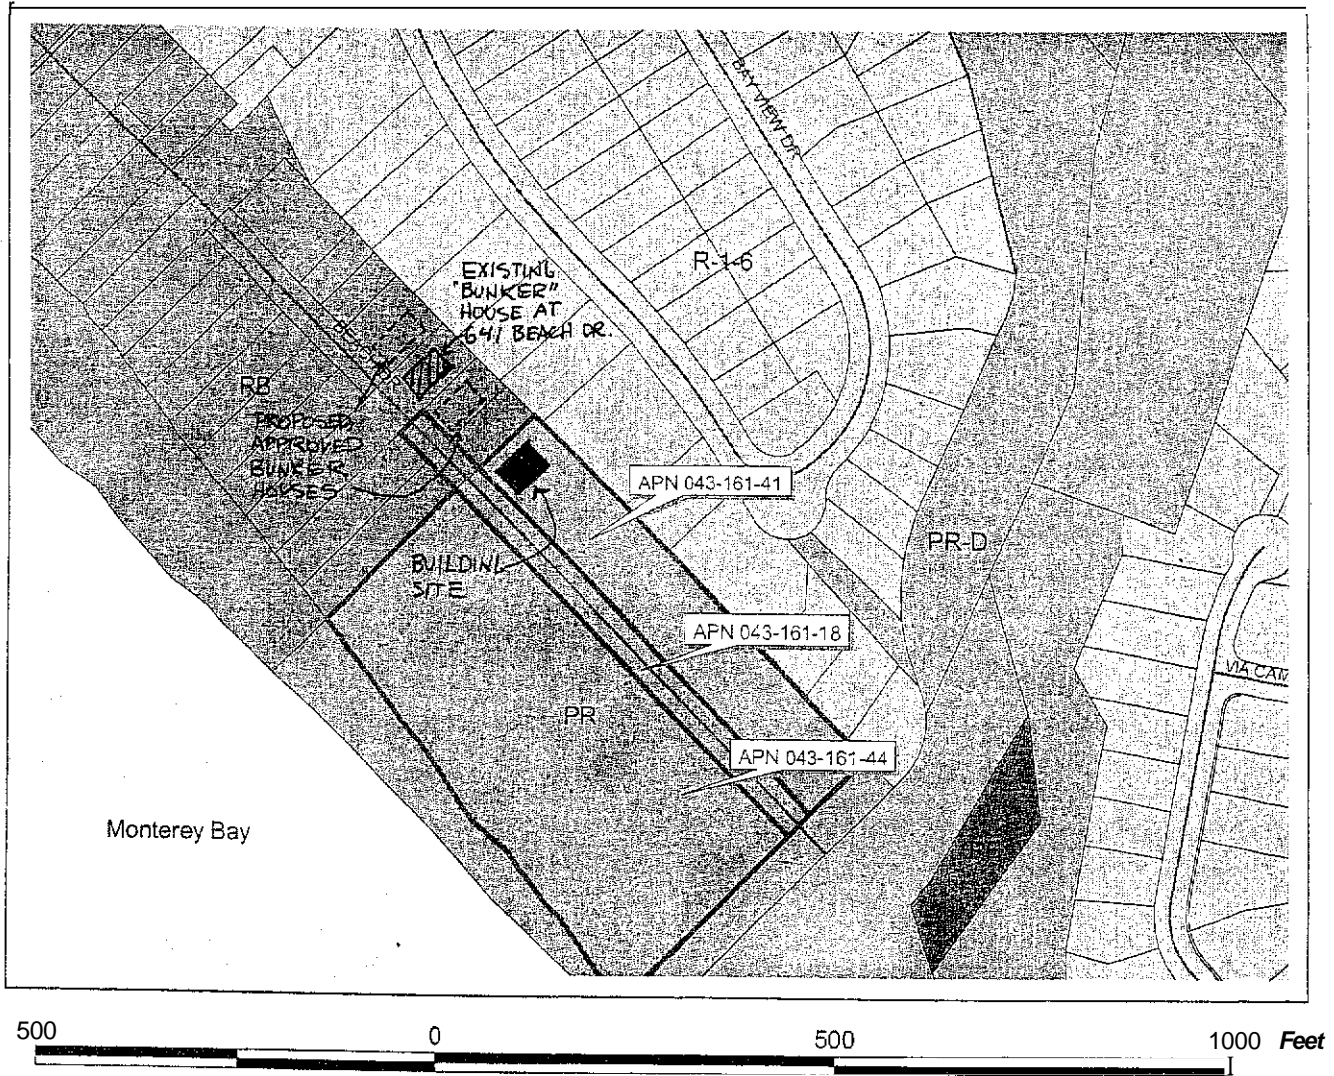 BAY VIEW DR
R-1-6
EXISTING
"BUNKER"
HOUSE AT
641 BEACH DR.
RB
PROPOSED,
APPROVED
BUNKER
HOUSES
APN 043-161-41
PR-D
BUILDING
SITE
APN 043-161-18
VIA CAM
PR
APN 043-161-44
Monterey Bay
500
0
500
1000 Feet